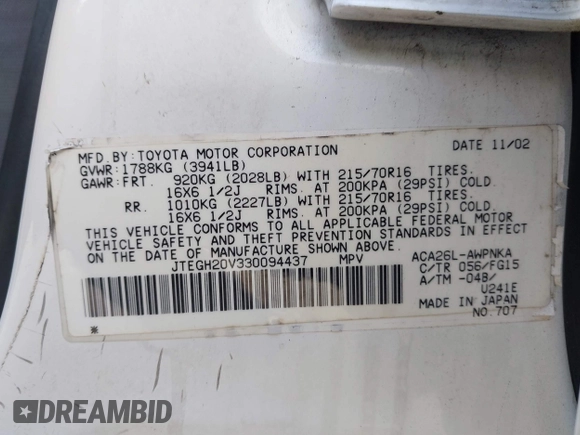 MFD.BY:TOYOTA MOTOR CORPORATION DATE 11/02
GVWR:1788KG (3941LB)
GAWR:FRT. 920KG (2028LB) WITH 215/70R16 TIRES.
16X6 1/2J RIMS. AT 200KPA (29PSI) COLD.
RR. 1010KG (2227LB) WITH 215/70R16 TIRES.
16X6 1/2J RIMS. AT 200KPA (29PSI) COLD.
THIS VEHICLE CONFORMS TO ALL APPLICABLE FEDERAL MOTOR
VEHICLE SAFETY AND THEFT PREVENTION STANDARDS IN EFFECT
ON THE DATE OF MANUFACTURE SHOWN ABOVE.
JTEGH20V330094437 MPV ACA26L-AWPNKA
C/TR 056/FG15
A/TM -04B/
U241E
MADE IN JAPAN
NO.707
DREAMBID